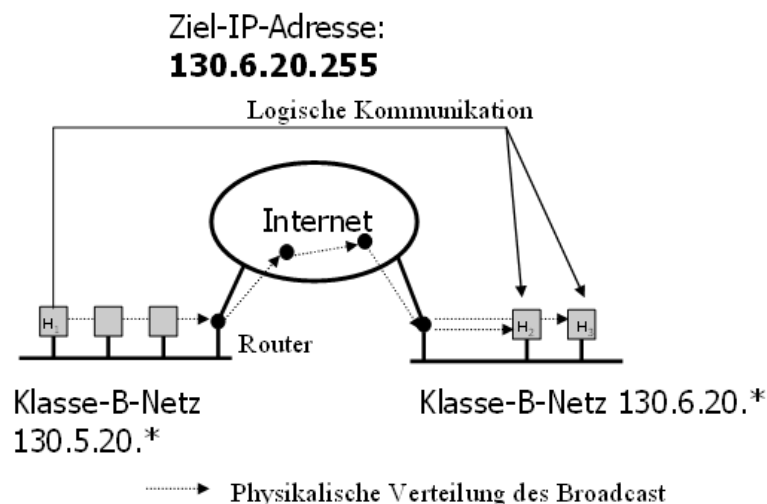 Ziel-IP-Adresse:
130.6.20.255
Logische Kommunikation
Internet
H1
H2
H3
Router
Klasse-B-Netz
130.5.20.*
Klasse-B-Netz 130.6.20.*
Physikalische Verteilung des Broadcast